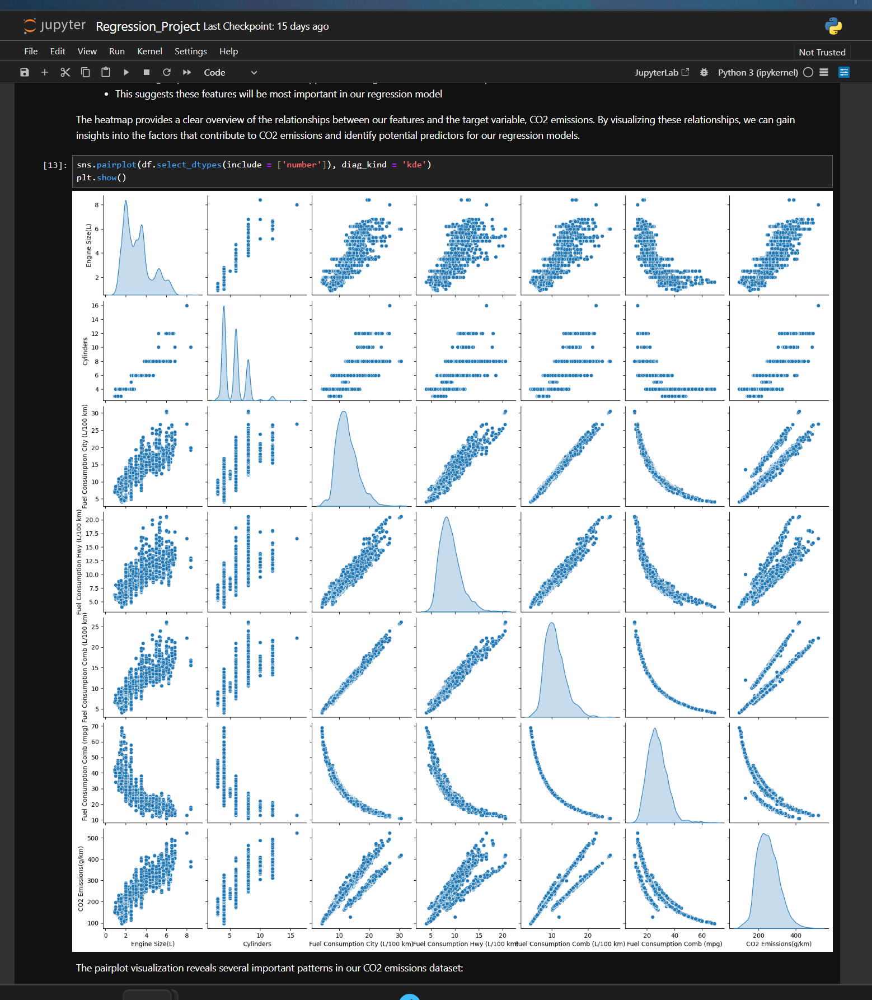 jupyter Regression_Project Last Checkpoint: 15 days ago
File Edit View Run Kernel Settings Help
Not Trusted
Code
JupyterLab
Python 3 (ipykernel)
• This suggests these features will be most important in our regression model
The heatmap provides a clear overview of the relationships between our features and the target variable, CO2 emissions. By visualizing these relationships, we can gain
insights into the factors that contribute to CO2 emissions and identify potential predictors for our regression models.
[13]:
sns.pairplot(df.select_dtypes(include = ['number']), diag_kind = 'kde')
plt.show()
Engine Size(L)
8
6
4
2
Cylinders
16
14
12
10
8
6
4
Fuel Consumption City (L/100 km)
30
25
20
15
10
5
Fuel Consumption Hwy (L/100 km)
20.0
17.5
15.0
12.5
10.0
7.5
5.0
Fuel Consumption Comb (L/100 km)
25
20
15
10
5
Fuel Consumption Comb (mpg)
70
60
50
40
30
20
10
CO2 Emissions(g/km)
500
400
300
200
100
0 2 4 6 8
5 10 15
10 20 30
5 10 15 20
10 20
20 40 60
200 400
Engine Size(L)
Cylinders
Fuel Consumption City (L/100 km)
Fuel Consumption Hwy (L/100 km)
Fuel Consumption Comb (L/100 km)
Fuel Consumption Comb (mpg)
CO2 Emissions(g/km)
The pairplot visualization reveals several important patterns in our CO2 emissions dataset: